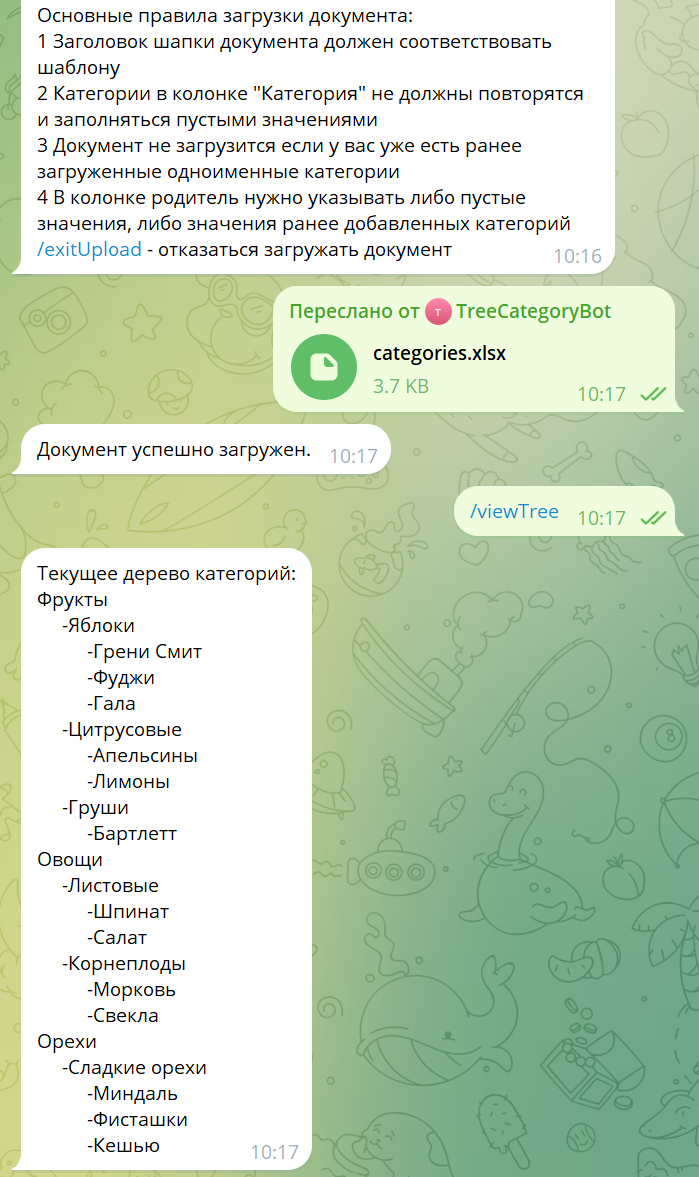 Основные правила загрузки документа:
1 Заголовок шапки документа должен соответствовать
шаблону
2 Категории в колонке "Категория" не должны повторятся
и заполняться пустыми значениями
3 Документ не загрузится если у вас уже есть ранее
загруженные одноименные категории
4 В колонке родитель нужно указывать либо пустые
значения, либо значения ранее добавленных категорий
/exitUpload - отказаться загружать документ
10:16
Переслано от T TreeCategoryBot
categories.xlsx
3.7 KB
10:17
Документ успешно загружен. 10:17
/viewTree 10:17
Текущее дерево категорий:
Фрукты
-Яблоки
-Грени Смит
-Фуджи
-Гала
-Цитрусовые
-Апельсины
-Лимоны
-Груши
-Бартлетт
Овощи
-Листовые
-Шпинат
-Салат
-Корнеплоды
-Морковь
-Свекла
Орехи
-Сладкие орехи
-Миндаль
-Фисташки
-Кешью
10:17